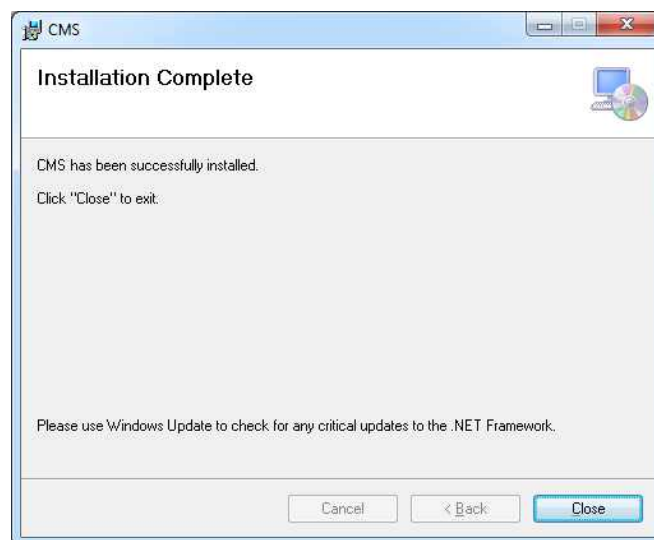 CMS
Installation Complete
CMS has been successfully installed.
Click "Close" to exit.
Please use Windows Update to check for any critical updates to the .NET Framework.
Cancel
< Back
Close